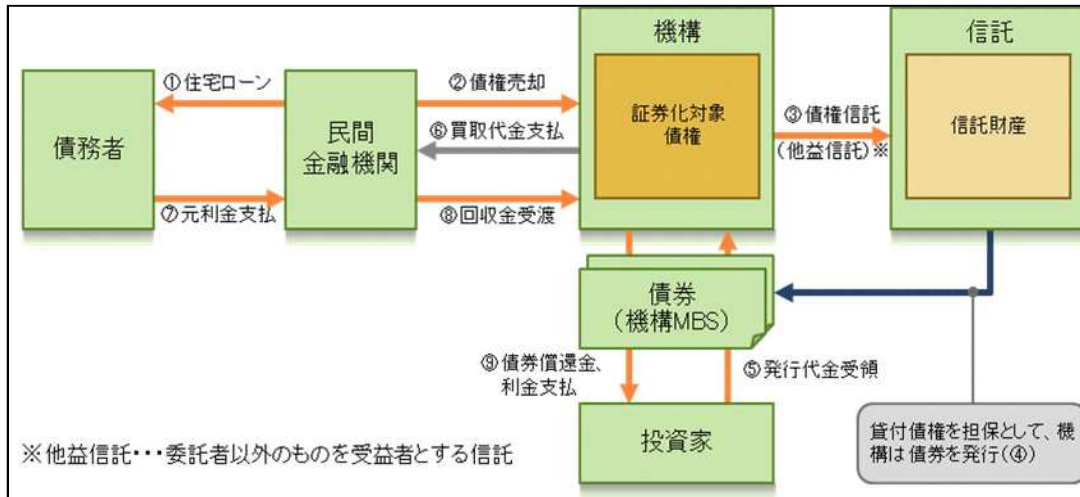 機構
信託
①住宅ローン
②債権売却
債務者
民間
金融機関
⑥買取代金支払
証券化対象
債権
③債権信託
(他益信託)※
信託財産
⑦元利金支払
⑧回収金受渡
債券
(機構MBS)
⑨債券償還金、
利金支払
⑤発行代金受領
投資家
貸付債権を担保として、機
構は債券を発行(④)
※他益信託・・・委託者以外のものを受益者とする信託